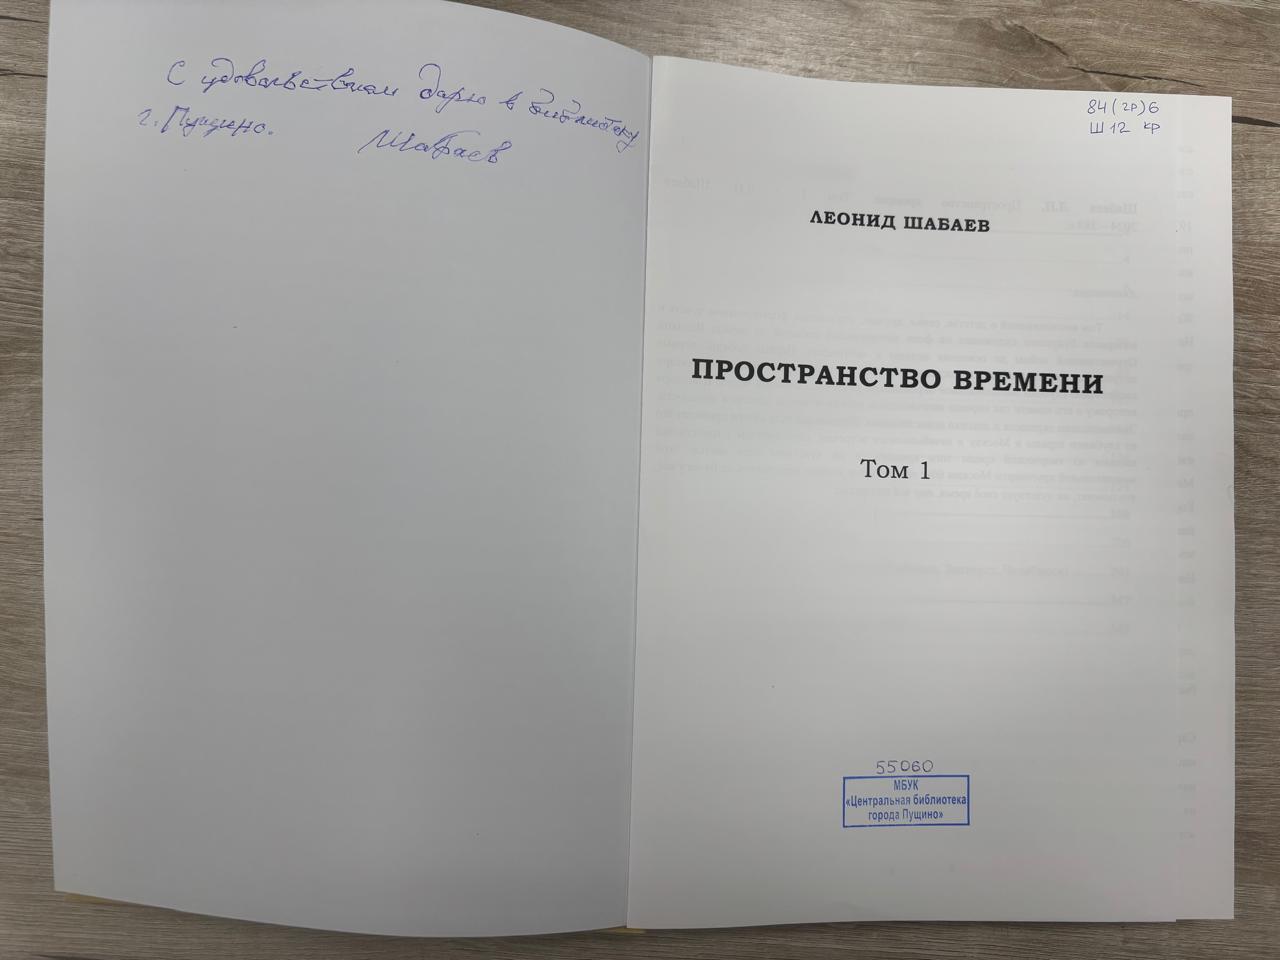 С удовольствием дарю в библиотеку
г. Пущино.
Шабаев
84(2Р)6
Ш12 кр
ЛЕОНИД ШАБАЕВ
ПРОСТРАНСТВО ВРЕМЕНИ
Том 1
55060
МБУК
«Центральная библиотека
города Пущино»